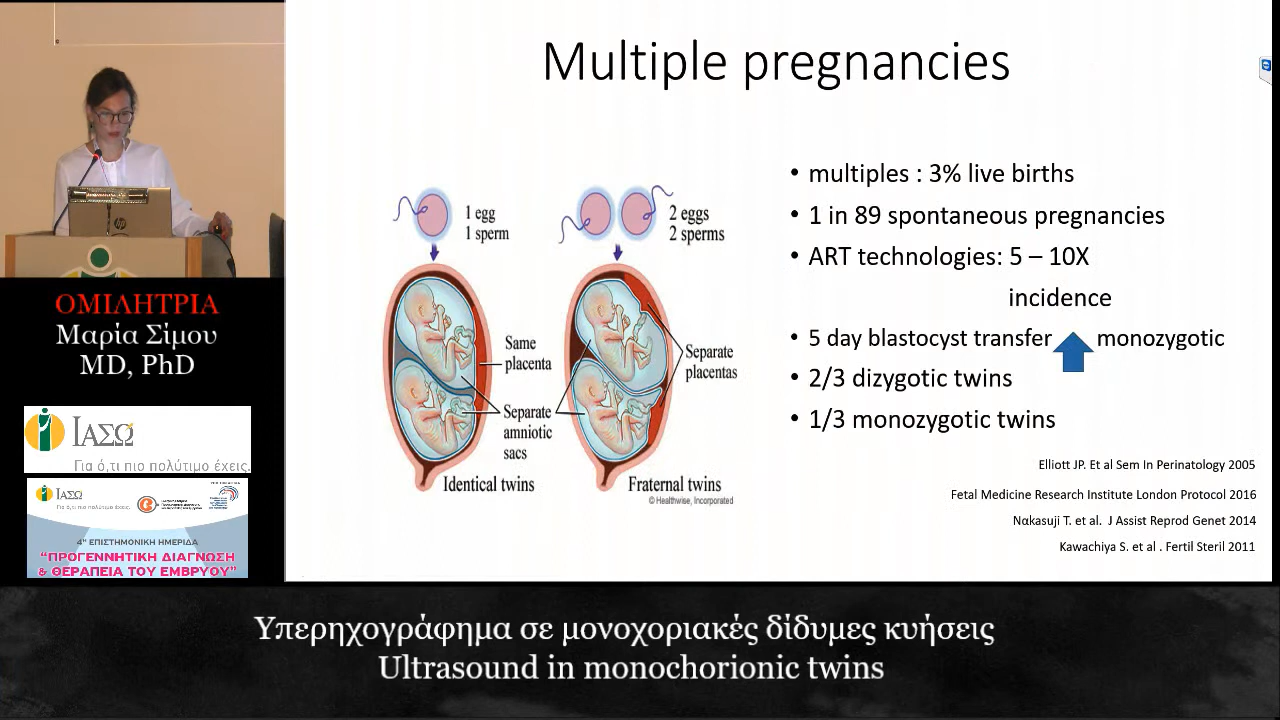 Multiple pregnancies
1 egg
1 sperm
2 eggs
2 sperms
Same
placenta
Separate
placentas
Separate
amniotic
sacs
Identical twins
Fraternal twins
© Healthwise, Incorporated
• multiples : 3% live births
• 1 in 89 spontaneous pregnancies
• ART technologies: 5 – 10X
incidence
• 5 day blastocyst transfer monozygotic
• 2/3 dizygotic twins
• 1/3 monozygotic twins
Elliott JP. Et al Sem In Perinatology 2005
Fetal Medicine Research Institute London Protocol 2016
Nαkasuji T. et al. J Assist Reprod Genet 2014
Kawachiya S. et al . Fertil Steril 2011
hp
ΟΜΙΛΗΤΡΙΑ
Μαρία Σίμου
MD, PhD
ΙΑΣΩ
Για ό,τι πιο πολύτιμο έχεις.
ΙΑΣΩ
Για ό,τι πιο πολύτιμο έχεις.
4η ΕΠΙΣΤΗΜΟΝΙΚΗ ΗΜΕΡΙΔΑ
“ΠΡΟΓΕΝΝΗΤΙΚΗ ΔΙΑΓΝΩΣΗ
& ΘΕΡΑΠΕΙΑ ΤΟΥ ΕΜΒΡΥΟΥ”
Υπερηχογράφημα σε μονοχοριακές δίδυμες κυήσεις
Ultrasound in monochorionic twins